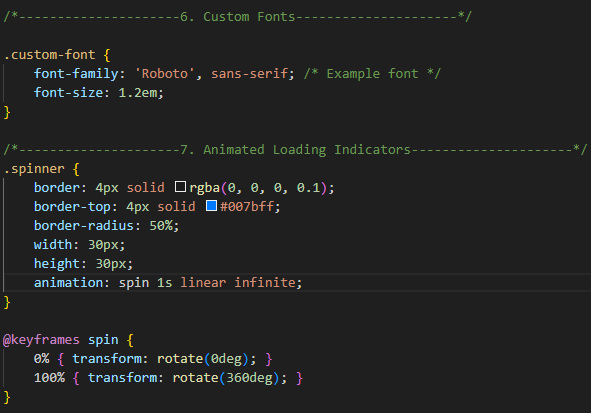 /*--------------------6. Custom Fonts--------------------*/
.custom-font {
font-family: 'Roboto', sans-serif; /* Example font */
font-size: 1.2em;
}
/*--------------------7. Animated Loading Indicators--------------------*/
.spinner {
border: 4px solid rgba(0, 0, 0, 0.1);
border-top: 4px solid #007bff;
border-radius: 50%;
width: 30px;
height: 30px;
animation: spin 1s linear infinite;
}
@keyframes spin {
0% { transform: rotate(0deg); }
100% { transform: rotate(360deg); }
}